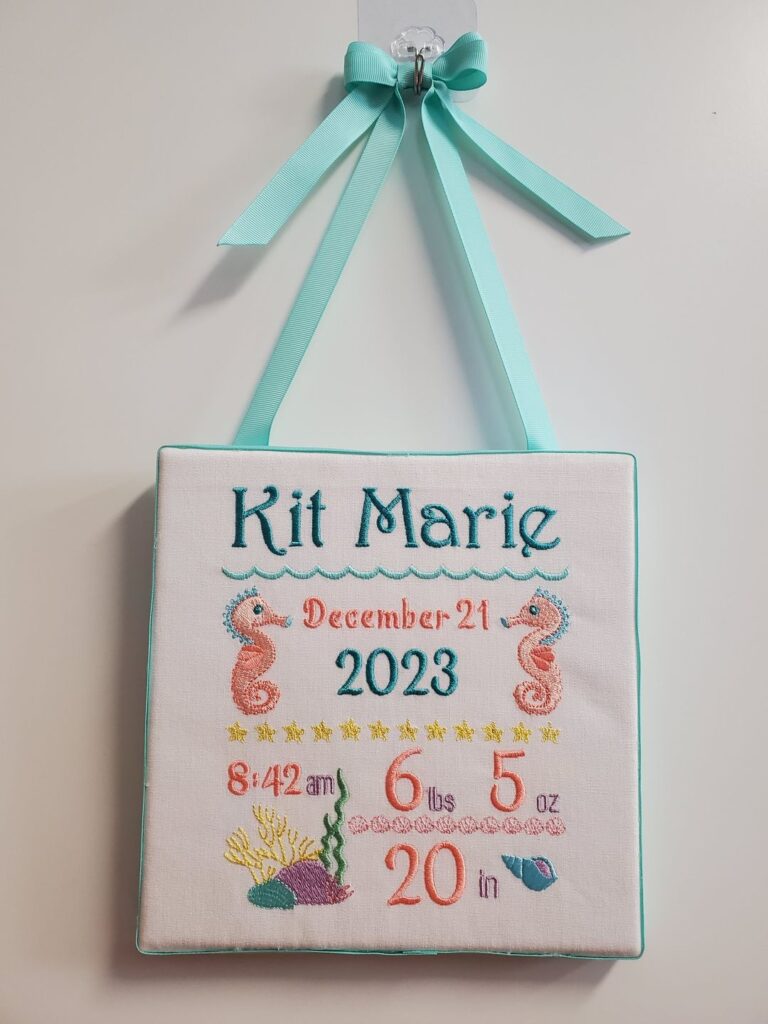 Kit Marie
December 21
2023
8:42 am 6 lbs 5 oz
20 in